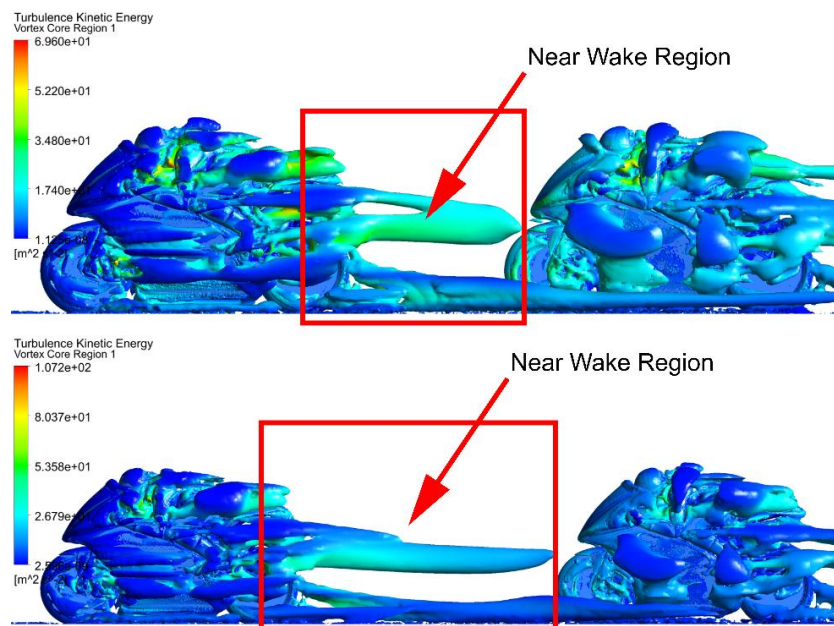 Turbulence Kinetic Energy
Vortex Core Region 1
6.960e+01
Near Wake Region
5.220e+01
3.480e+01
1.740e+01
[m^2
Turbulence Kinetic Energy
Vortex Core Region 1
1.072e+02
Near Wake Region
8.037e+01
5.358e+01
2.679e+01
[m^2